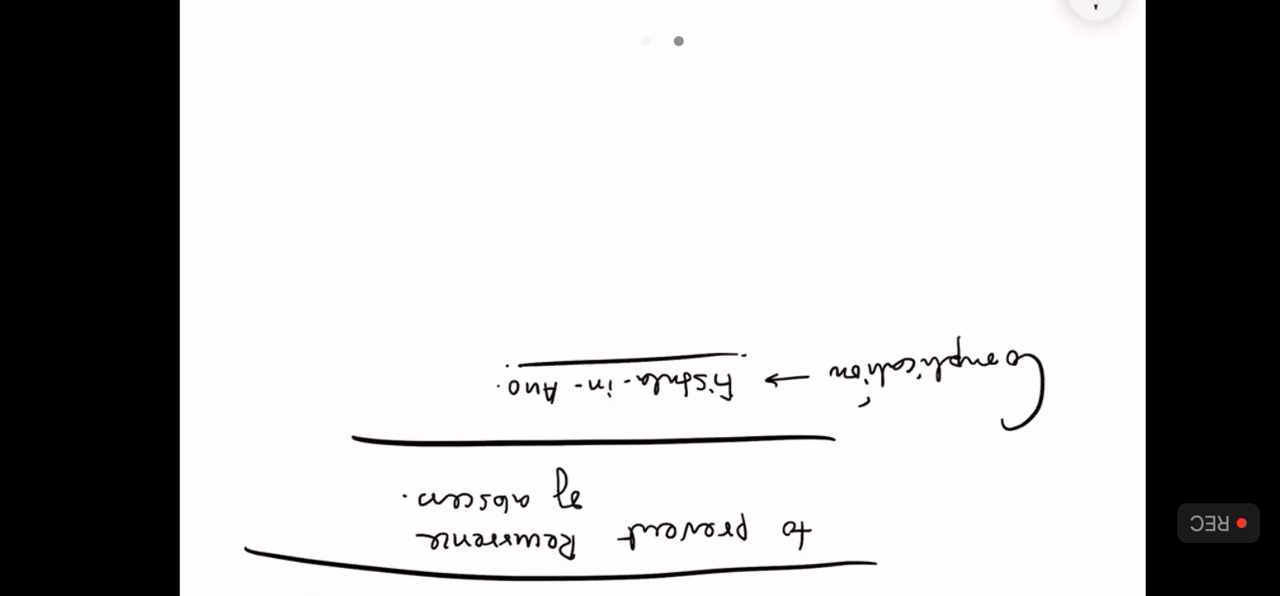 to prevent Recurrence
of abscess.
Complication → Fistula-in-Ano.
REC